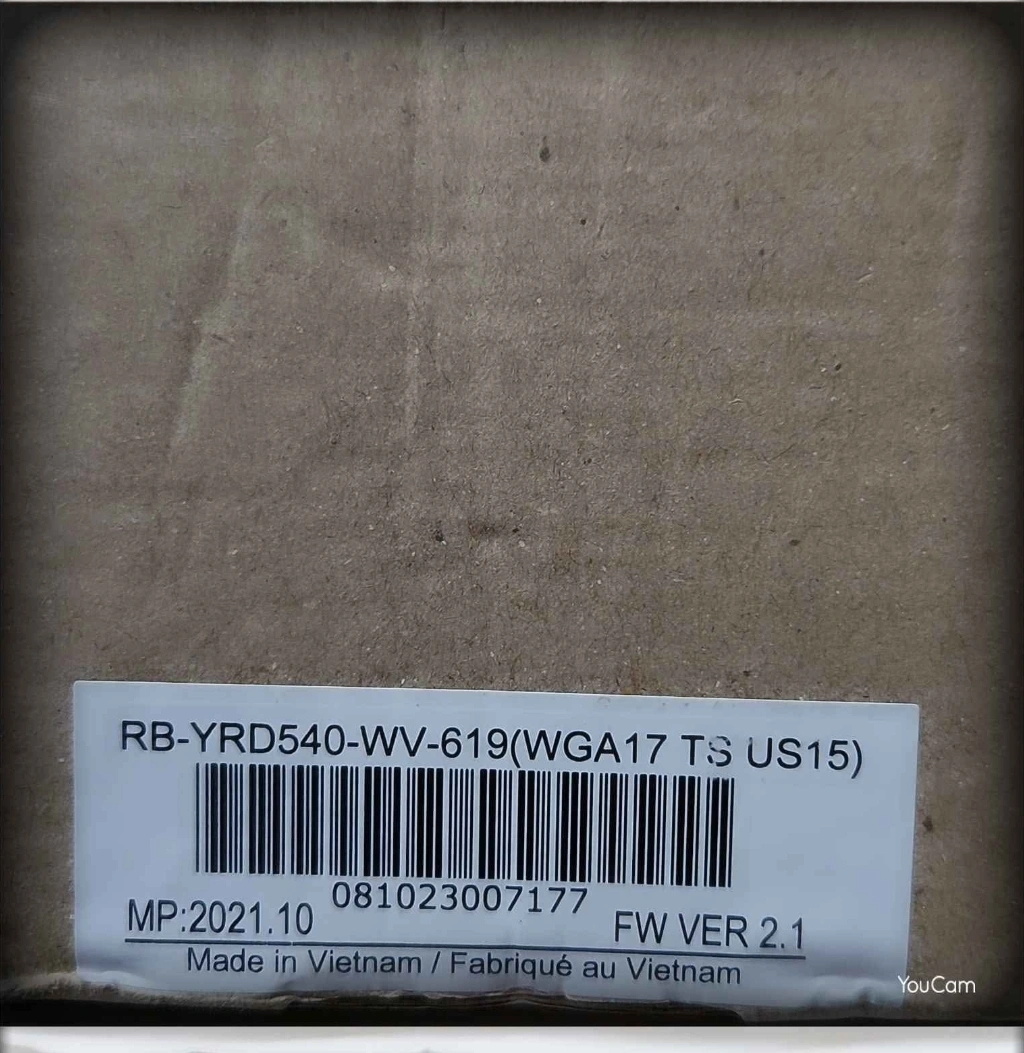 RB-YRD540-WV-619(WGA17 TS US15)
081023007177
MP:2021.10
FW VER 2.1
Made in Vietnam / Fabriqué au Vietnam
YouCam